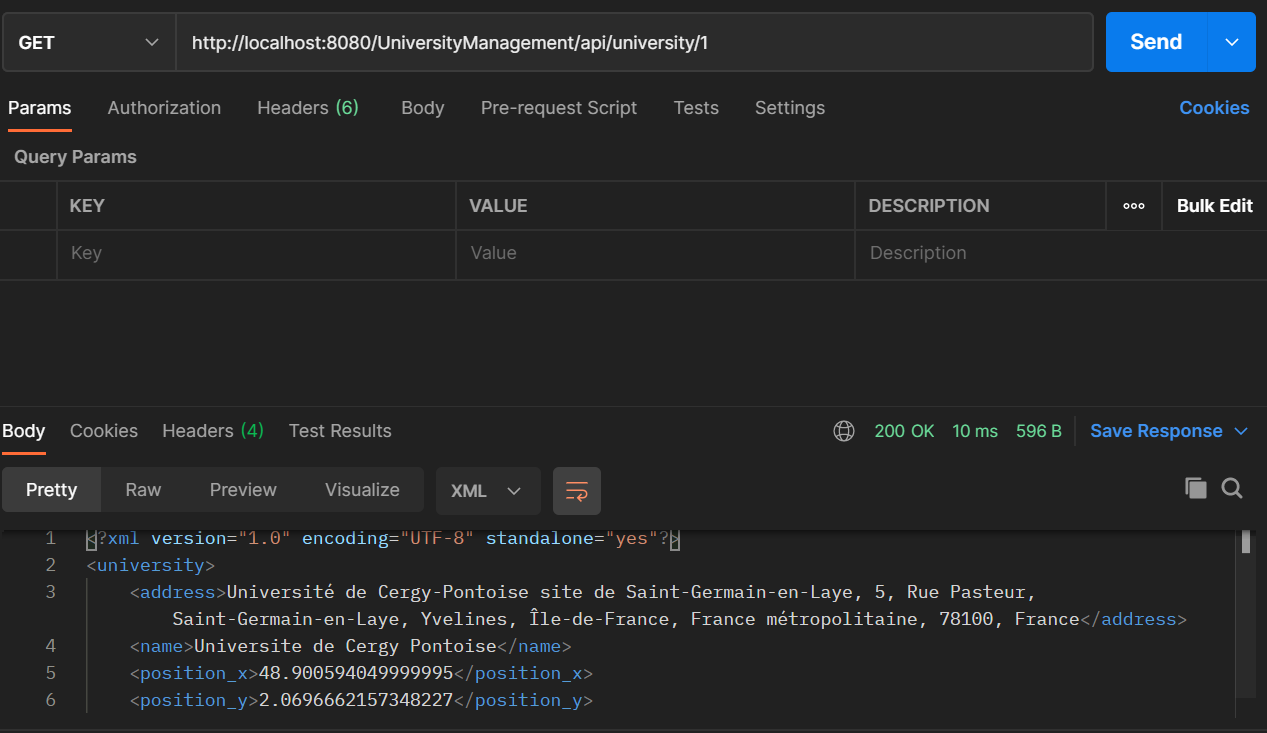 GET http://localhost:8080/UniversityManagement/api/university/1 Send
Params Authorization Headers (6) Body Pre-request Script Tests Settings Cookies
Query Params
KEY VALUE DESCRIPTION ooo Bulk Edit
Key Value Description
Body Cookies Headers (4) Test Results 200 OK 10 ms 596 B Save Response
Pretty Raw Preview Visualize XML
1 <?xml version="1.0" encoding="UTF-8" standalone="yes"?>
2 <university>
3 <address>Université de Cergy-Pontoise site de Saint-Germain-en-Laye, 5, Rue Pasteur,
Saint-Germain-en-Laye, Yvelines, Île-de-France, France métropolitaine, 78100, France</address>
4 <name>Universite de Cergy Pontoise</name>
5 <position_x>48.900594049999995</position_x>
6 <position_y>2.0696662157348227</position_y>